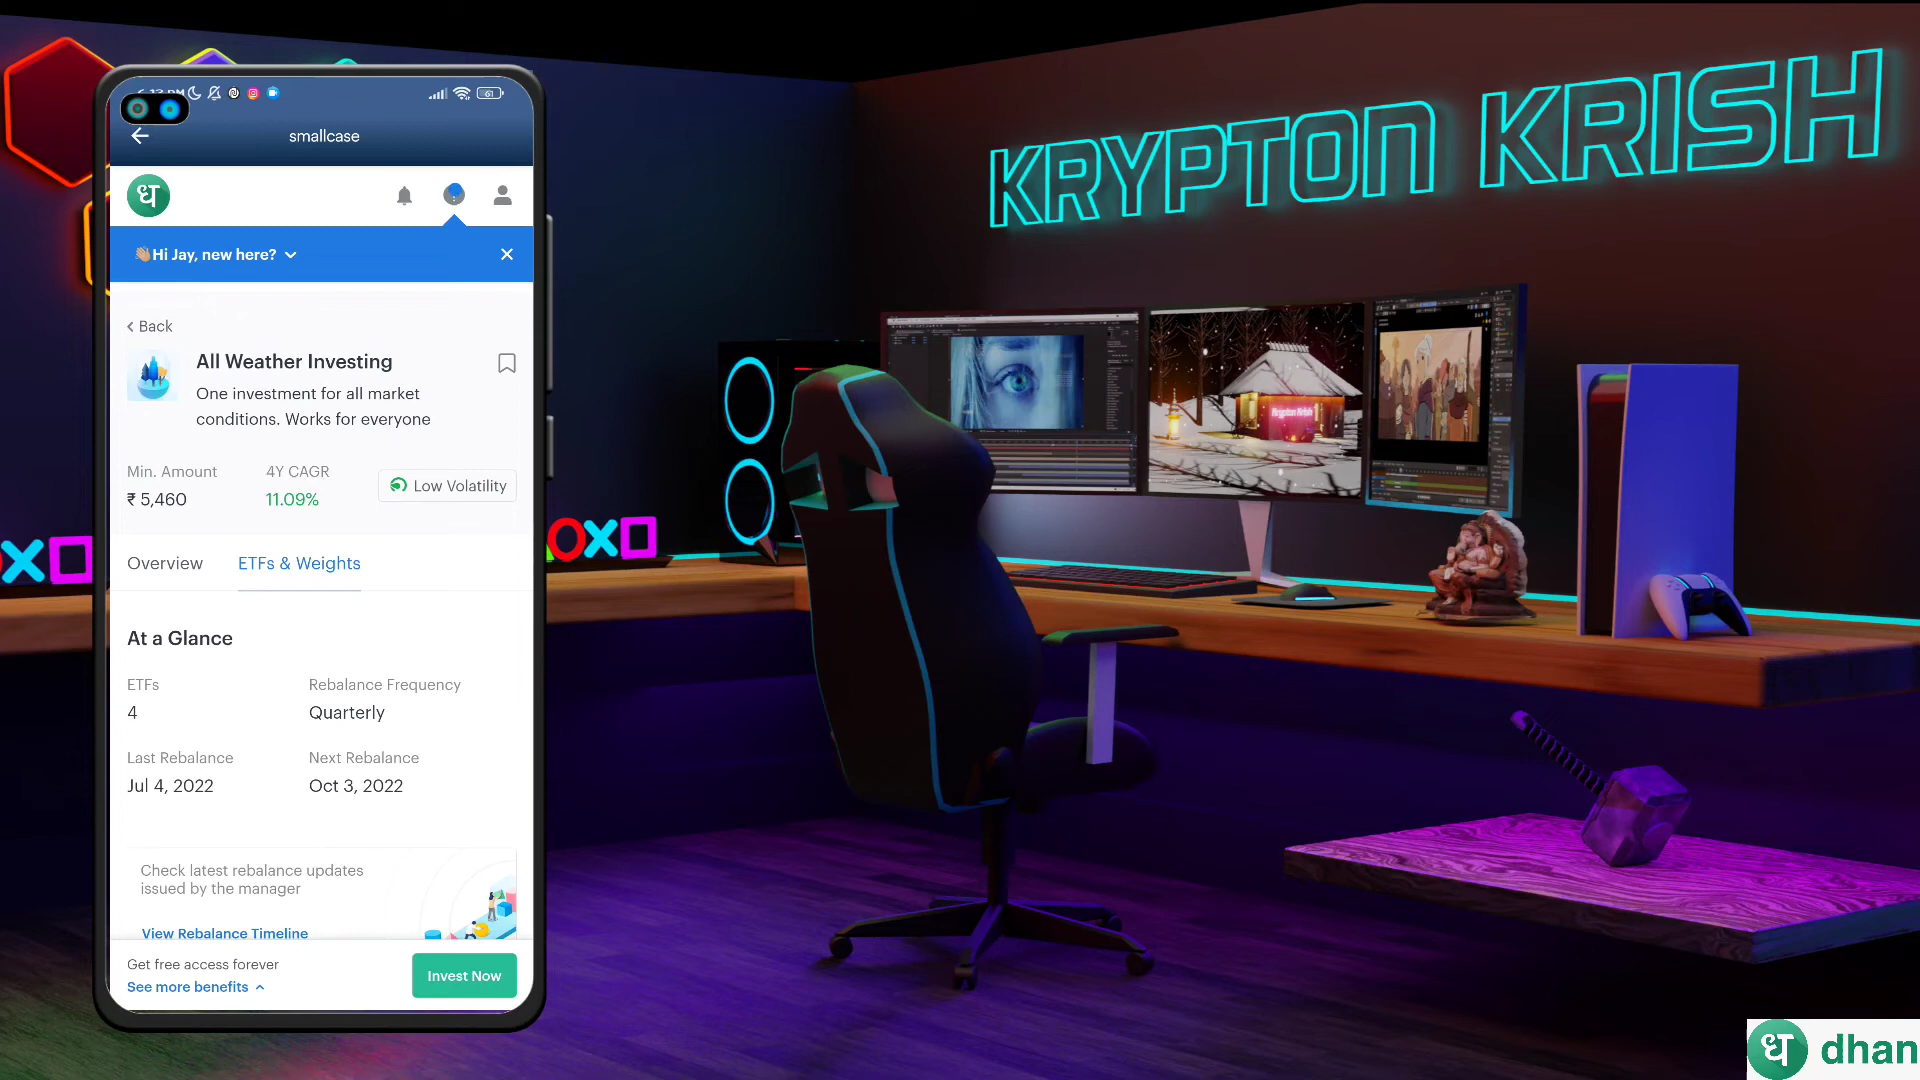 KRYPTON KRISH
smallcase
ध
👋Hi Jay, new here?
Back
All Weather Investing
One investment for all market
conditions. Works for everyone
Min. Amount
₹ 5,460
4Y CAGR
11.09%
Low Volatility
Overview
ETFs & Weights
At a Glance
ETFs
4
Rebalance Frequency
Quarterly
Last Rebalance
Jul 4, 2022
Next Rebalance
Oct 3, 2022
Check latest rebalance updates
issued by the manager
View Rebalance Timeline
Get free access forever
See more benefits
Invest Now
Krypton Krish
ध dhan